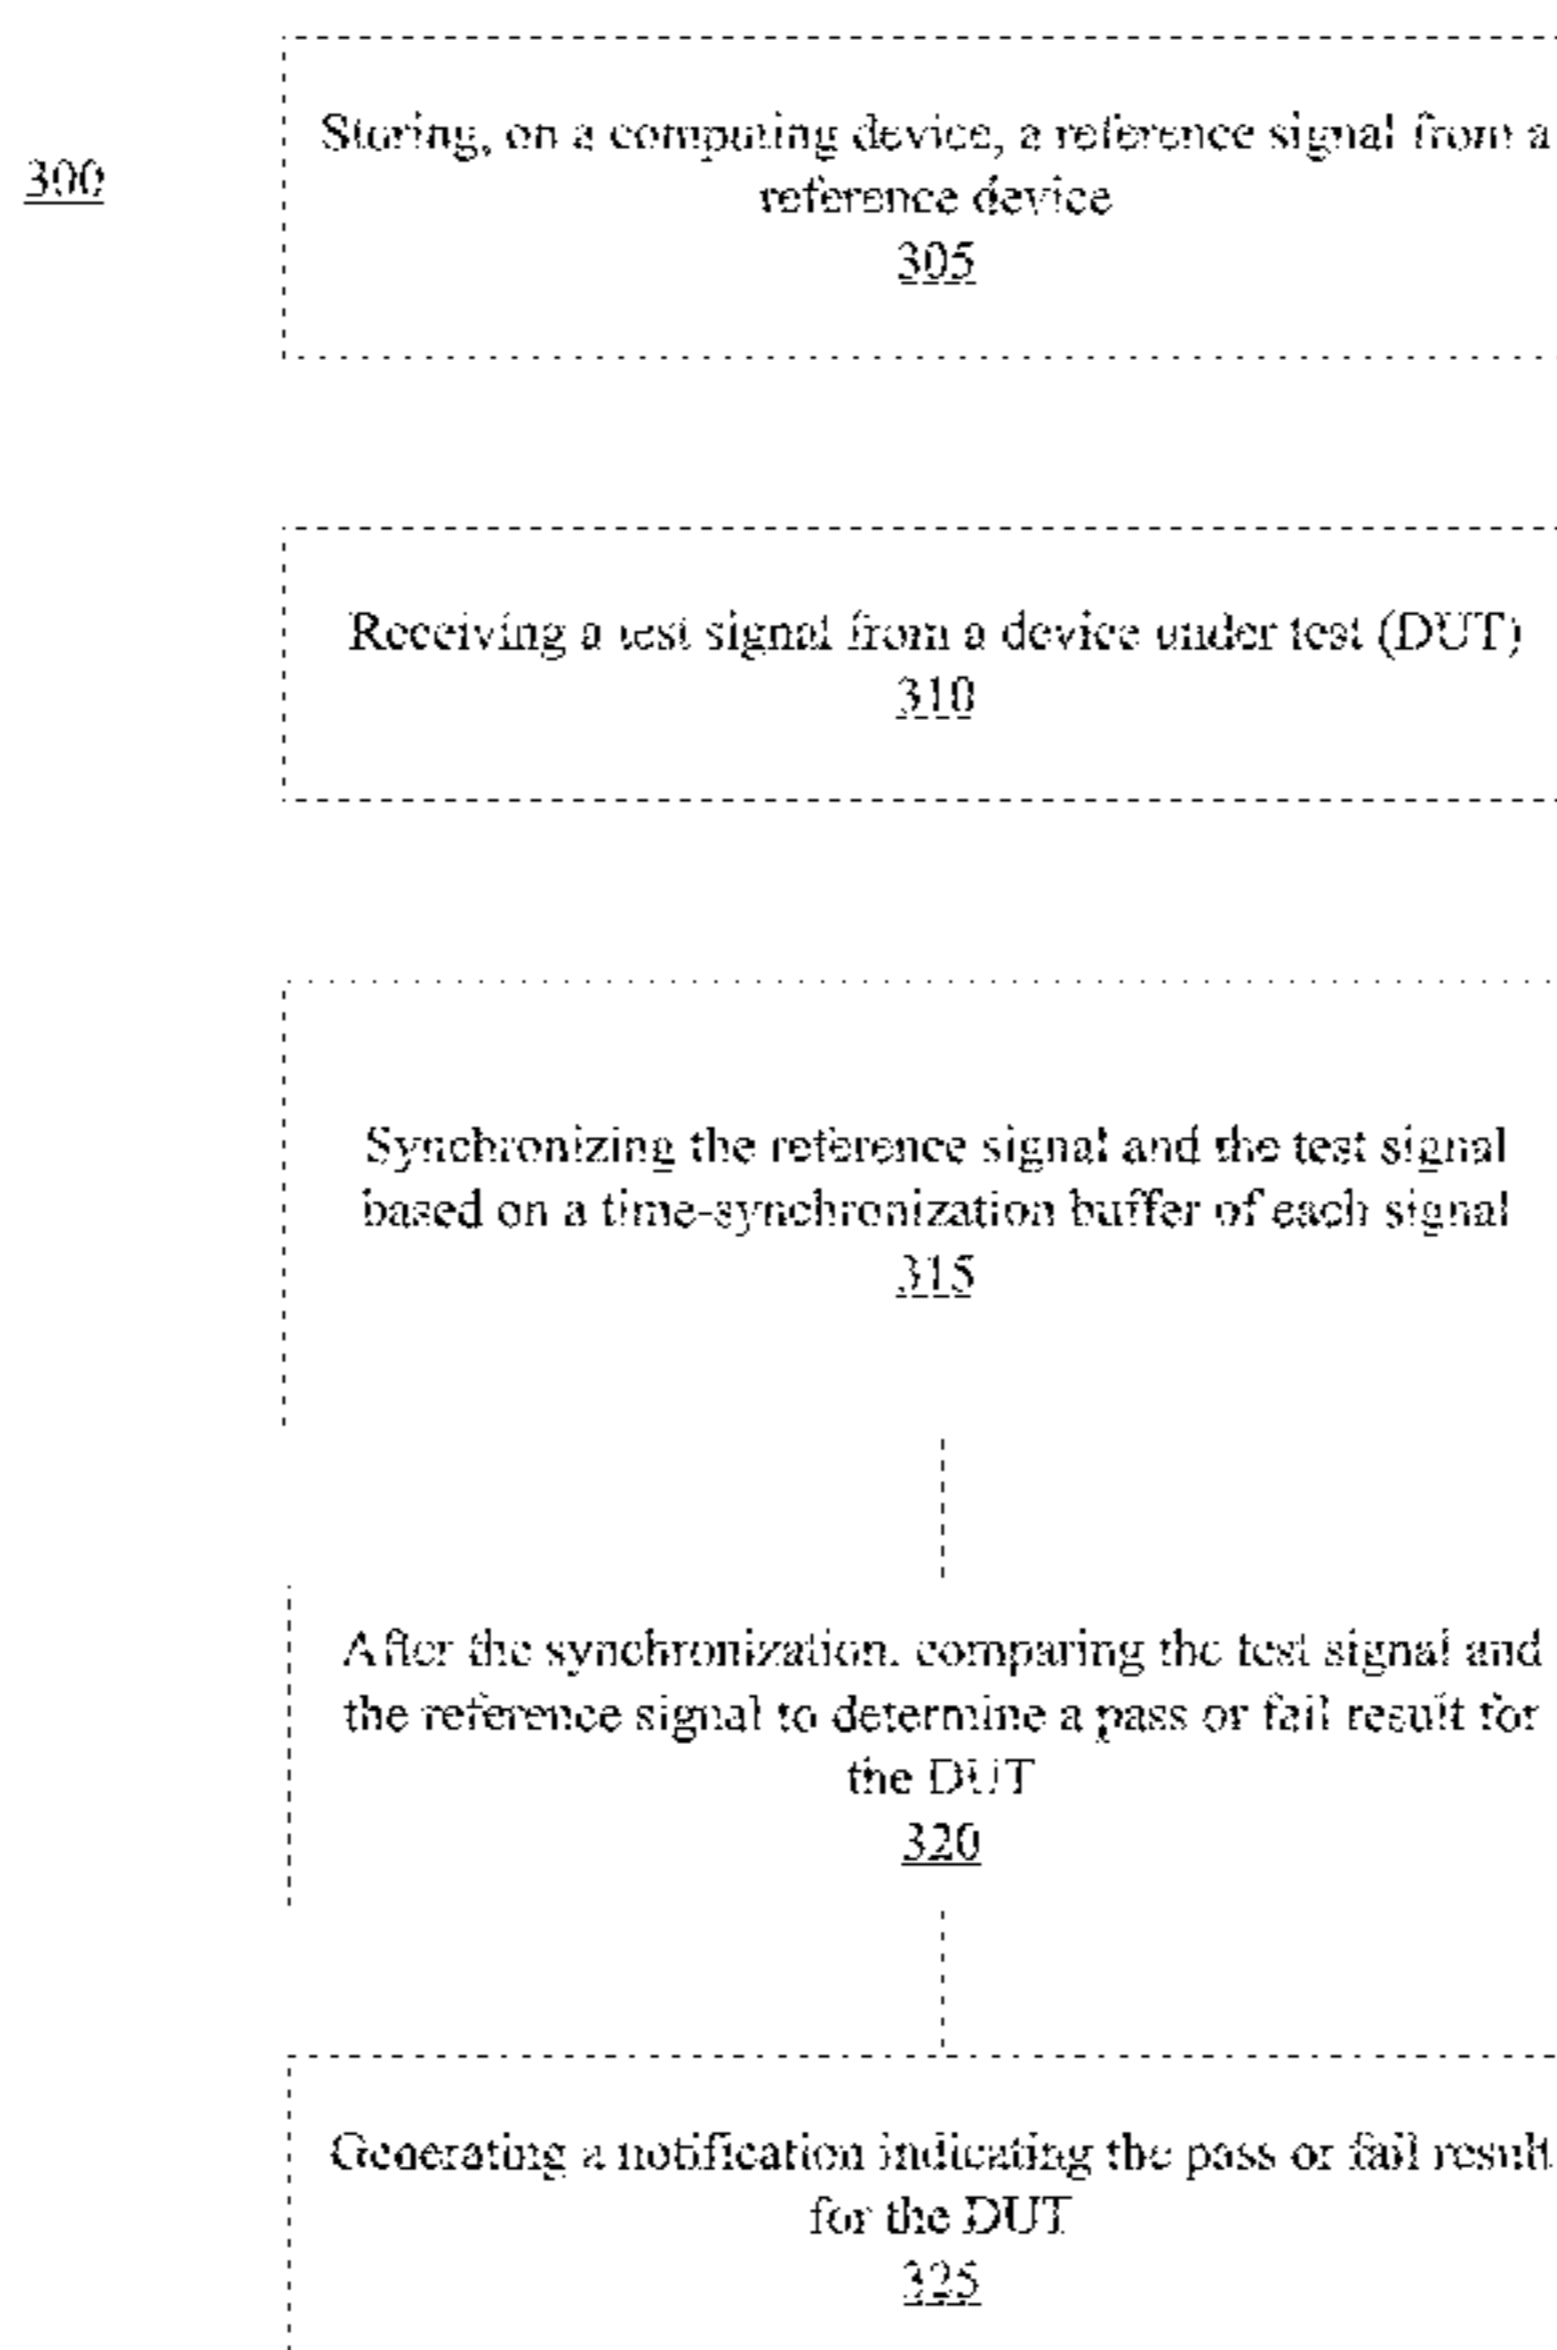 300
Storing, on a computing device, a reference signal from a
reference device
305
Receiving a test signal from a device under test (DUT)
310
Synchronizing the reference signal and the test signal
based on a time-synchronization buffer of each signal
315
After the synchronization, comparing the test signal and
the reference signal to determine a pass or fail result for
the DUT
320
Generating a notification indicating the pass or fail result
for the DUT
325